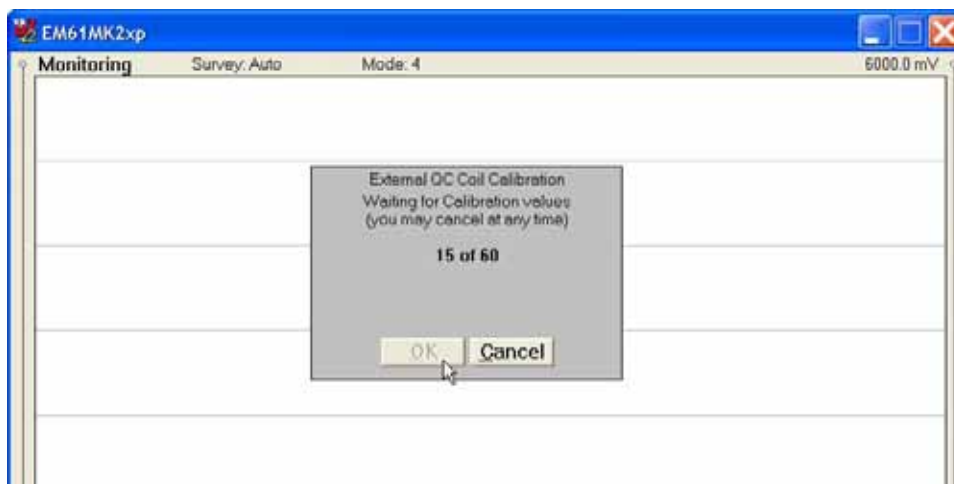 EM61MK2xp
Monitoring Survey: Auto Mode: 4 6000.0 mV
External QC Coil Calibration
Waiting for Calibration values
(you may cancel at any time)
15 of 60
OK Cancel